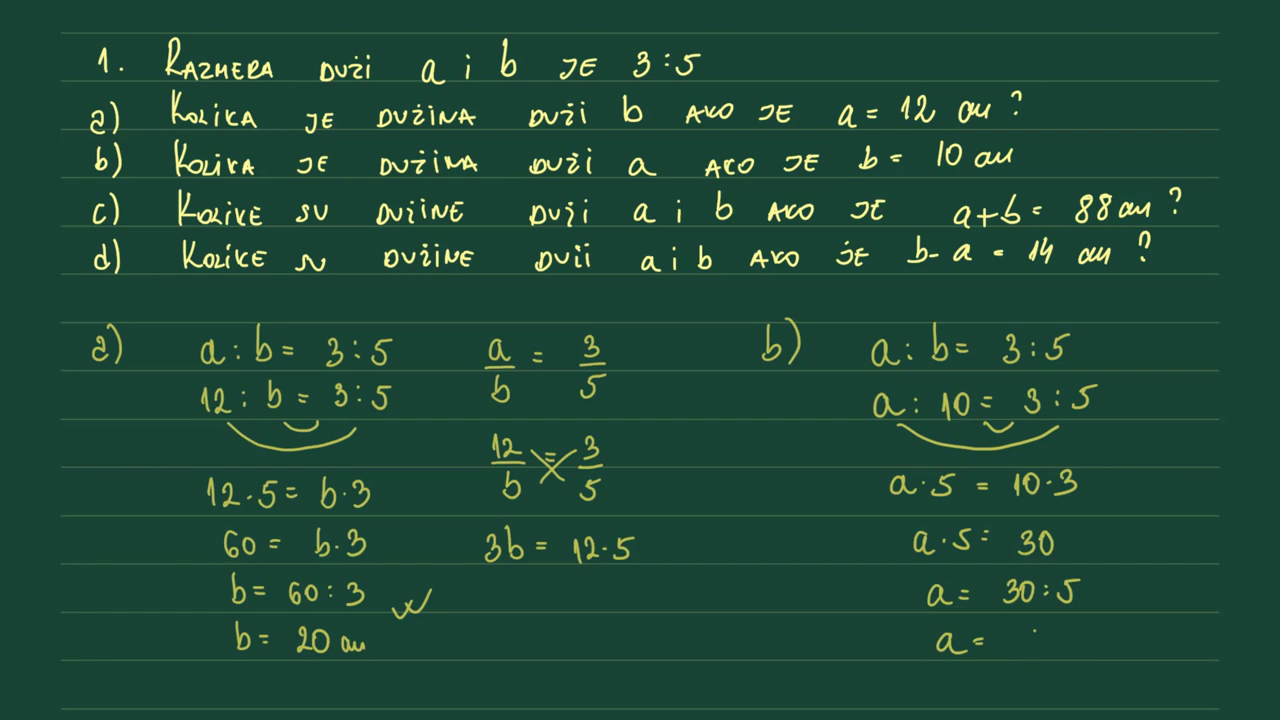 1. RAZMERA DUŽI a i b JE 3:5
a) KOLIKA JE DUŽINA DUŽI b AKO JE a = 12 cm ?
b) KOLIKA JE DUŽINA DUŽI a AKO JE b = 10 cm
c) KOLIKE SU DUŽINE DUŽI a i b AKO JE a+b = 88 cm ?
d) KOLIKE SU DUŽINE DUŽI a i b AKO JE b-a = 14 cm ?
a)
a : b = 3 : 5
12 : b = 3 : 5
12·5 = b·3
60 = b·3
b = 60 : 3
b = 20 cm
a/b = 3/5
12/b = 3/5
3b = 12·5
b)
a : b = 3 : 5
a : 10 = 3 : 5
a·5 = 10·3
a·5 = 30
a = 30 : 5
a =